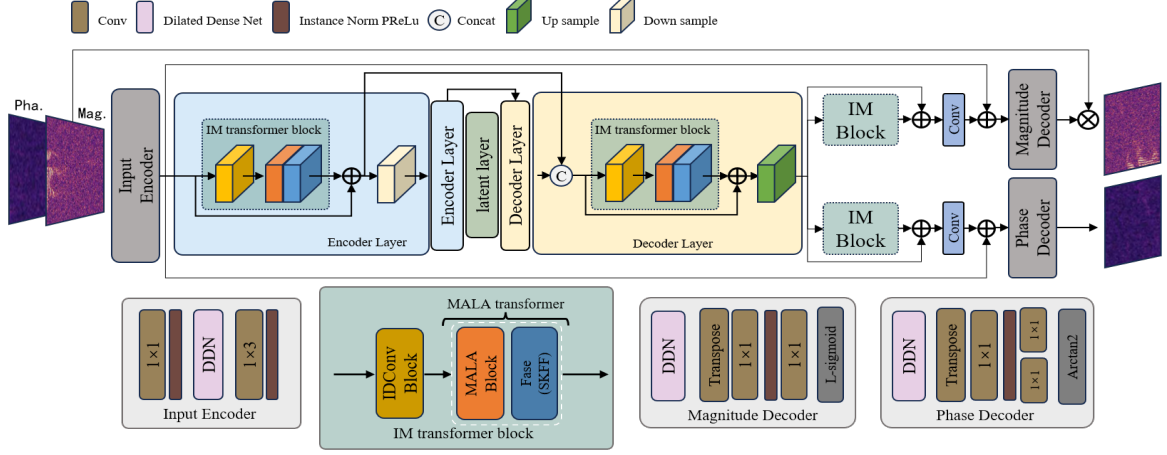 Conv
Dilated Dense Net
Instance Norm PReLu
C
Concat
Up sample
Down sample
Pha.
Mag.
Input
Encoder
IM transformer block
Encoder Layer
Encoder Layer
latent layer
Decoder Layer
C
IM transformer block
Decoder Layer
IM
Block
Conv
Magnitude
Decoder
IM
Block
Conv
Phase
Decoder
1×1
DDN
1×3
Input Encoder
MALA transformer
IDConv
Block
MALA
Block
Fase
(SKFF)
IM transformer block
DDN
Transpose
1×1
1×1
L-sigmoid
Magnitude Decoder
DDN
Transpose
1×1
1×1
1×1
Arctan2
Phase Decoder